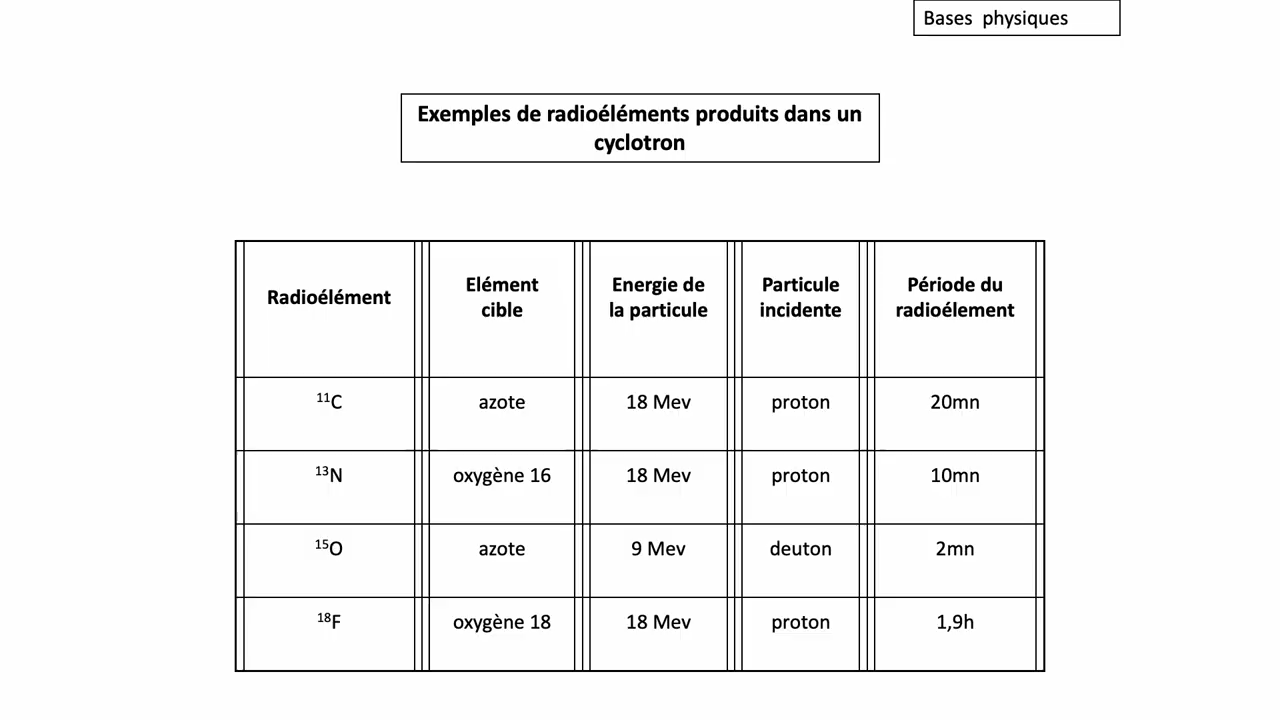 Bases physiques
Exemples de radioéléments produits dans un
cyclotron
Radioélément
Elément
cible
Energie de
la particule
Particule
incidente
Période du
radioélement
¹¹C azote 18 Mev proton 20mn
¹³N oxygène 16 18 Mev proton 10mn
¹⁵O azote 9 Mev deuton 2mn
¹⁸F oxygène 18 18 Mev proton 1,9h